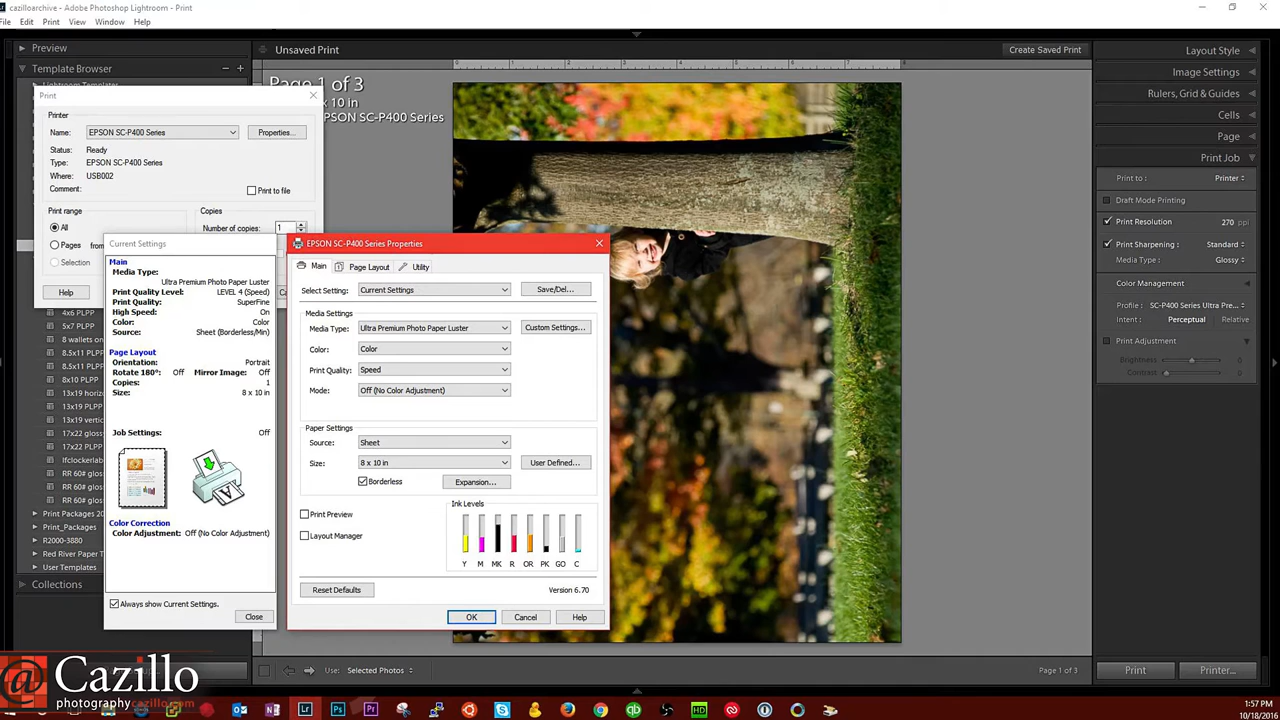 cazilloarchive - Adobe Photoshop Lightroom - Print
File Edit Print View Window Help
Preview
Template Browser
Unsaved Print
Create Saved Print
Page 1 of 3
x 10 in
EPSON SC-P400 Series
Print
Printer
Name: EPSON SC-P400 Series Properties...
Status: Ready
Type: EPSON SC-P400 Series
Where: USB002
Comment:
Print to file
Print range
Copies
All
Number of copies: 1
Pages from
Selection
Help
4x6 PLPP
5x7 PLPP
8 wallets on
8.5x11 PLPP
8.5x11 PLPP
8x10 PLPP
13x19 horiz
13x19 vertic
17x22 gloss
17x22 PLPP
lfclockerlab
RR 60# glos
RR 60# glos
RR 60# glos
Print Packages 20
Print_Packages
R2000-3880
Red River Paper T
User Templates
Collections
Current Settings
Main
Media Type:
Ultra Premium Photo Paper Luster
Print Quality Level: LEVEL 4 (Speed)
Print Quality: SuperFine
High Speed: On
Color: Color
Source: Sheet (Borderless/Min)
Page Layout
Orientation: Portrait
Rotate 180°: Off Mirror Image: Off
Copies: 1
Size: 8 x 10 in
Job Settings: Off
Color Correction
Color Adjustment: Off (No Color Adjustment)
Always show Current Settings.
Close
EPSON SC-P400 Series Properties
Main Page Layout Utility
Select Setting: Current Settings Save/Del...
Media Settings
Media Type: Ultra Premium Photo Paper Luster Custom Settings...
Color: Color
Print Quality: Speed
Mode: Off (No Color Adjustment)
Paper Settings
Source: Sheet
Size: 8 x 10 in User Defined...
Borderless Expansion...
Ink Levels
Print Preview
Layout Manager
Y M MK R OR PK GO C
Reset Defaults
Version 6.70
OK Cancel Help
Layout Style
Image Settings
Rulers, Grid & Guides
Cells
Page
Print Job
Print to: Printer
Draft Mode Printing
Print Resolution 270 ppi
Print Sharpening: Standard
Media Type: Glossy
Color Management
Profile: SC-P400 Series Ultra Pre...
Intent: Perceptual Relative
Print Adjustment
Brightness 0
Contrast 0
Use: Selected Photos
Page 1 of 3
Print Printer...
@ Cazillo
photographycazillo.com
1:57 PM
10/18/2016